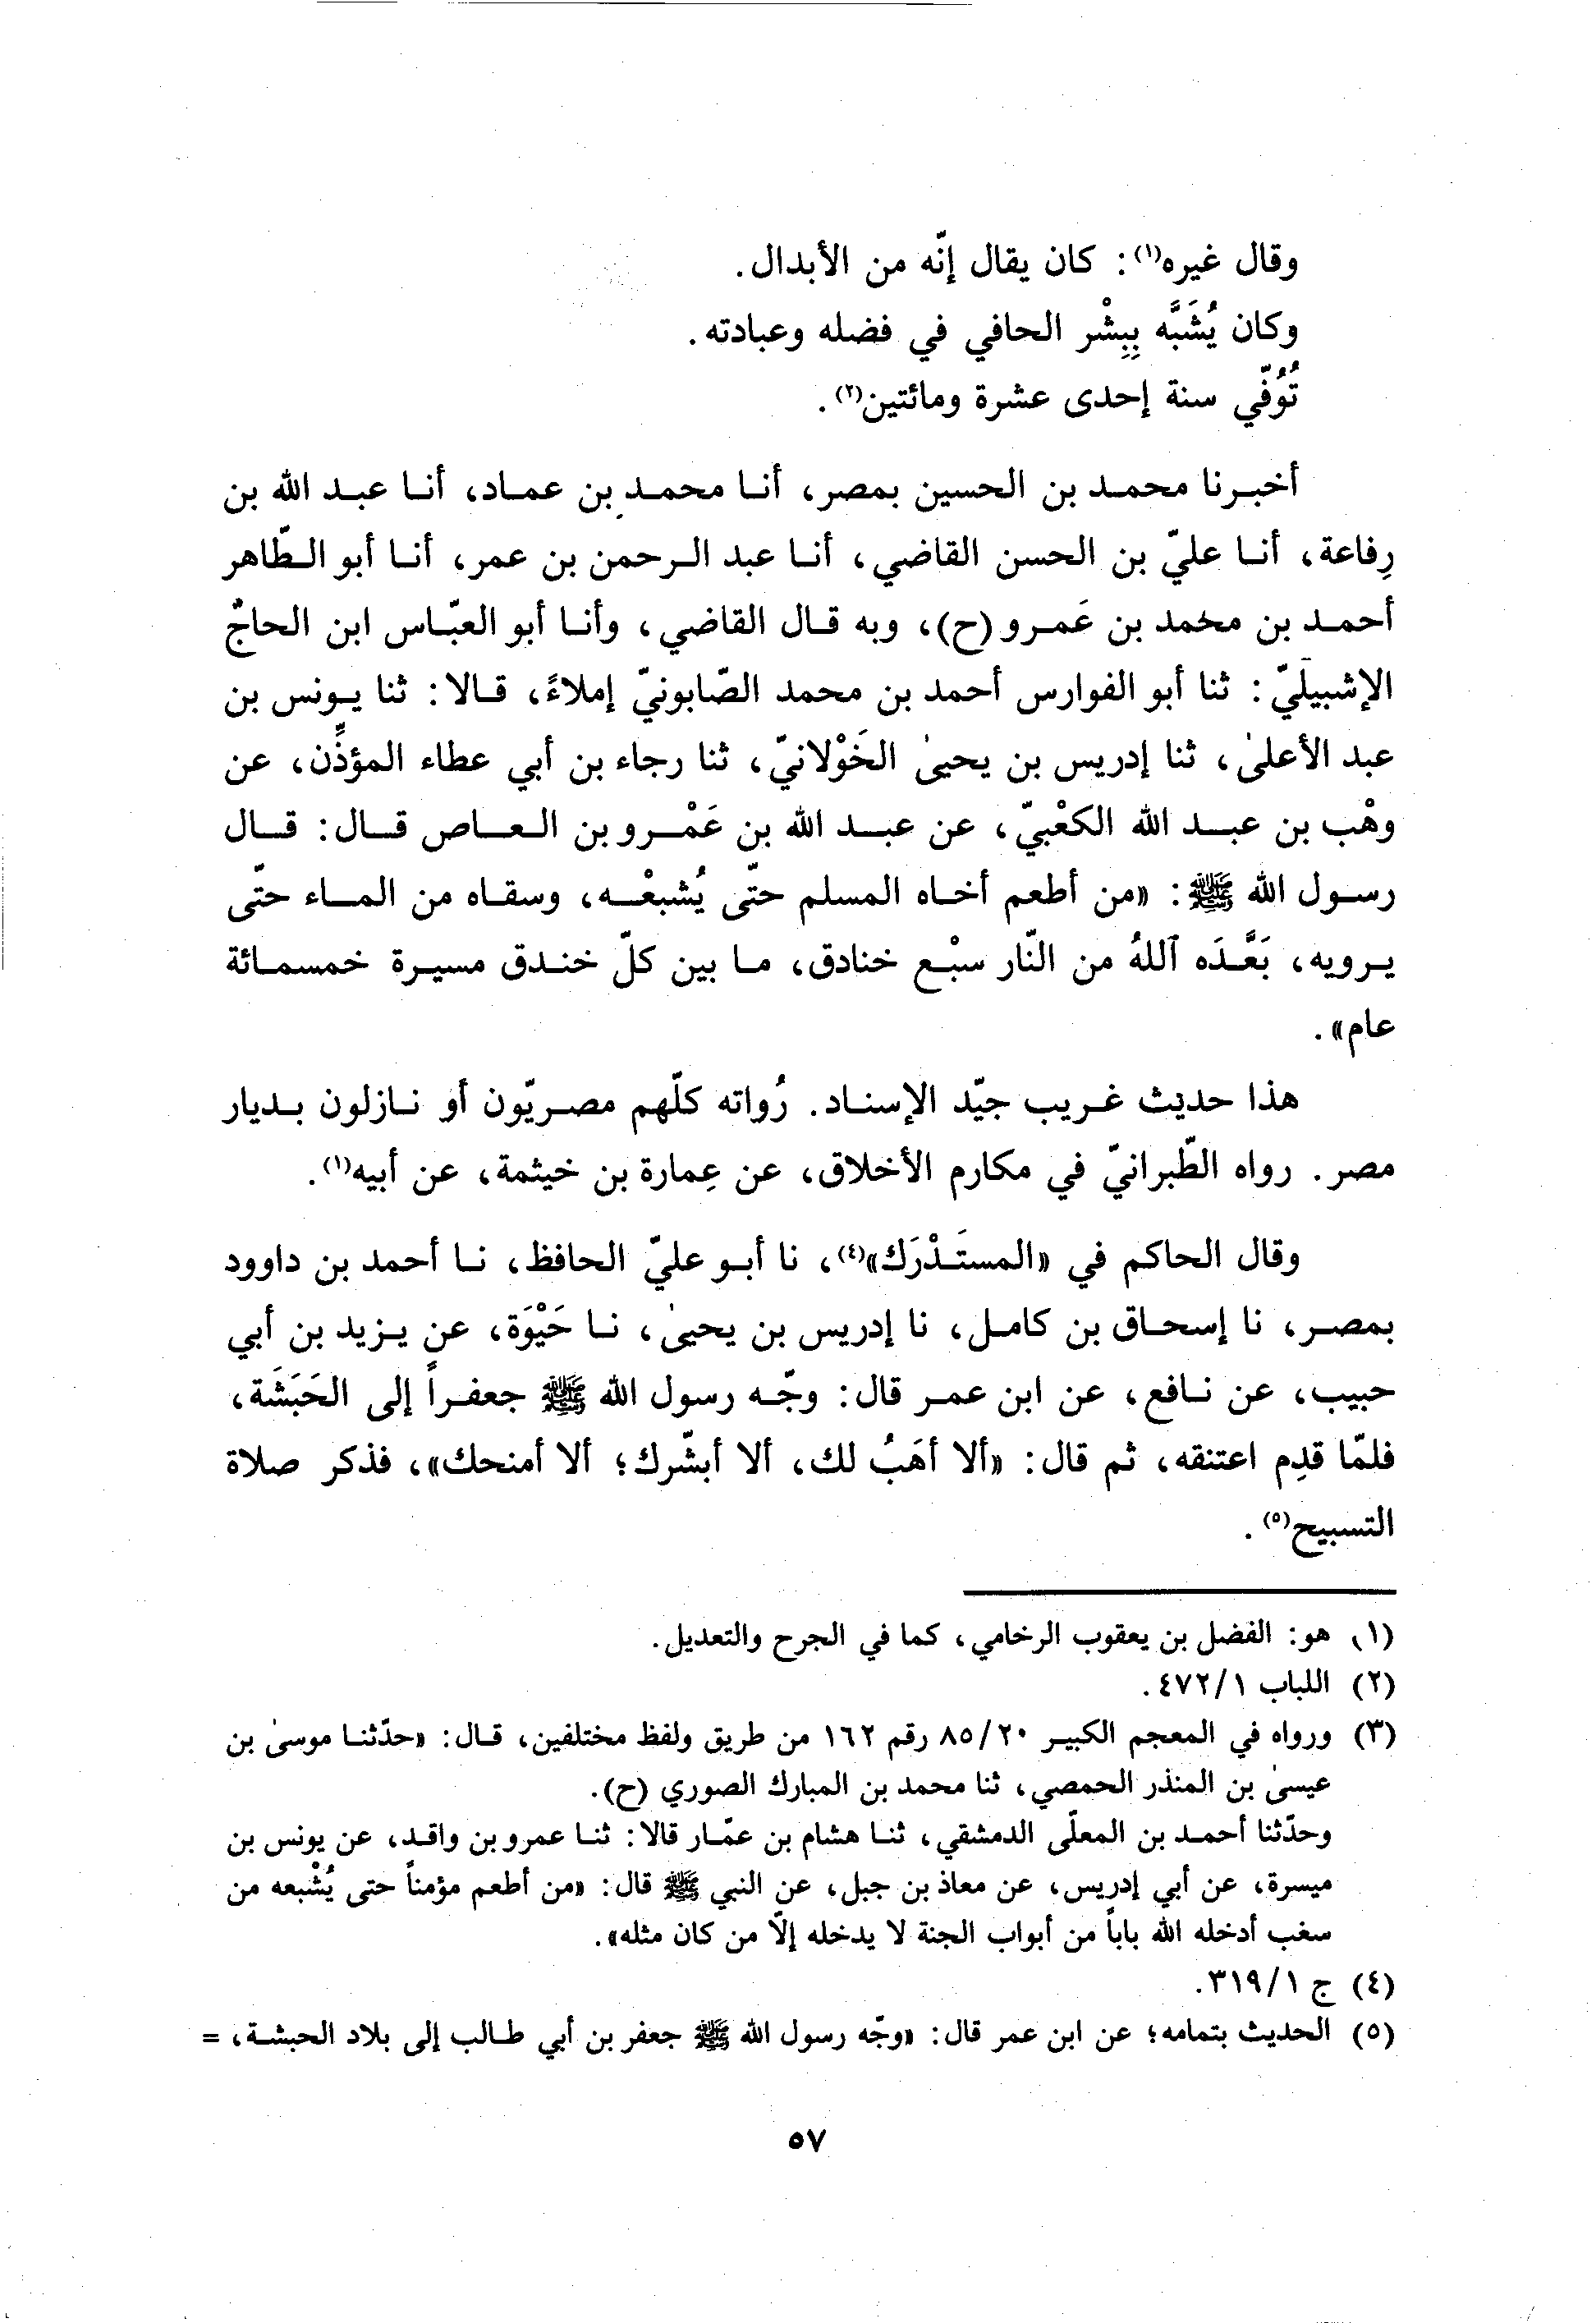 وقال غيره(١): كان يقال إنّه من الأبدال.
وكان يُشَبَّه بِبِشْر الحافي في فضله وعبادته.
تُوُفّي سنة إحدى عشرة ومائتين(٢).
أخبرنا محمد بن الحسين بمصر، أنا محمد بن عماد، أنا عبد الله بن
رِفاعة، أنا عليّ بن الحسن القاضي، أنا عبد الرحمن بن عمر، أنا أبو الطّاهر
أحمد بن محمد بن عَمرو (ح)، وبه قال القاضي، وأنا أبو العبّاس ابن الحاجّ
الإشبيلَيّ: ثنا أبو الفوارس أحمد بن محمد الصّابونيّ إملاءً، قالا: ثنا يونس بن
عبد الأعلىٰ، ثنا إدريس بن يحيىٰ الخَوْلانيّ، ثنا رجاء بن أبي عطاء المؤذِّن، عن
وهْب بن عبد الله الكعْبيّ، عن عبد الله بن عَمْرو بن العاص قال: قال
رسول الله ﷺ: «من أطعم أخاه المسلم حتّى يُشبعْه، وسقاه من الماء حتّى
يرويه، بَعَّدَه ٱللهُ من النّار سبْع خنادق، ما بين كلّ خندق مسيرة خمسمائة
عام».
هذا حديث غريب جيّد الإسناد. رُواته كلّهم مصريّون أو نازلون بديار
مصر. رواه الطّبرانيّ في مكارم الأخلاق، عن عِمارة بن خيثمة، عن أبيه(١).
وقال الحاكم في «المستَدْرَك»(٤)، نا أبو عليّ الحافظ، نا أحمد بن داوود
بمصر، نا إسحاق بن كامل، نا إدريس بن يحيىٰ، نا حَيْوَة، عن يزيد بن أبي
حبيب، عن نافع، عن ابن عمر قال: وجّه رسول الله ﷺ جعفراً إلى الحَبَشَة،
فلمّا قدِم اعتنقه، ثم قال: «ألا أهَبُ لك، ألا أبشّرك؛ ألا أمنحك»، فذكر صلاة
التسبيح(٥).
(١) هو: الفضل بن يعقوب الرخامي، كما في الجرح والتعديل.
(٢) اللباب ٤٧٢/١.
(٣) ورواه في المعجم الكبير ٨٥/٢٠ رقم ١٦٢ من طريق ولفظ مختلفين، قال: «حدّثنا موسىٰ بن
عيسىٰ بن المنذر الحمصي، ثنا محمد بن المبارك الصوري (ح).
وحدّثنا أحمد بن المعلّى الدمشقي، ثنا هشام بن عمّار قالا: ثنا عمرو بن واقد، عن يونس بن
ميسرة، عن أبي إدريس، عن معاذ بن جبل، عن النبي ﷺ قال: «من أطعم مؤمناً حتى يُشْبعه من
سغب أدخله الله باباً من أبواب الجنة لا يدخله إلّا من كان مثله».
(٤) ج ٣١٩/١.
(٥) الحديث بتمامه؛ عن ابن عمر قال: «وجّه رسول الله ﷺ جعفر بن أبي طالب إلى بلاد الحبشة، =
٥٧